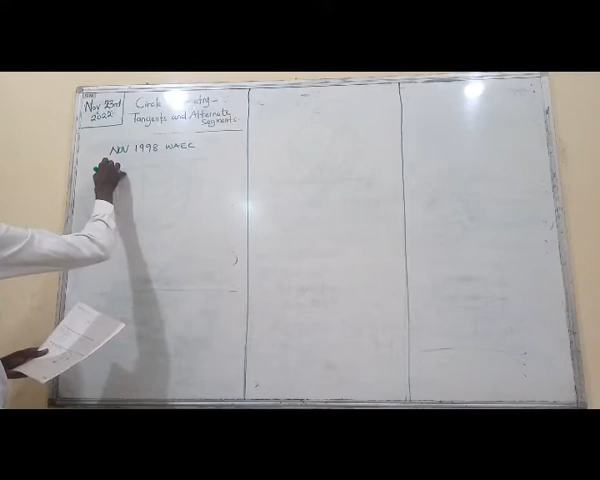 Nov 23rd
2022
Circle
Tangents and Alternate
Segments.
NOV 1998 WAEC